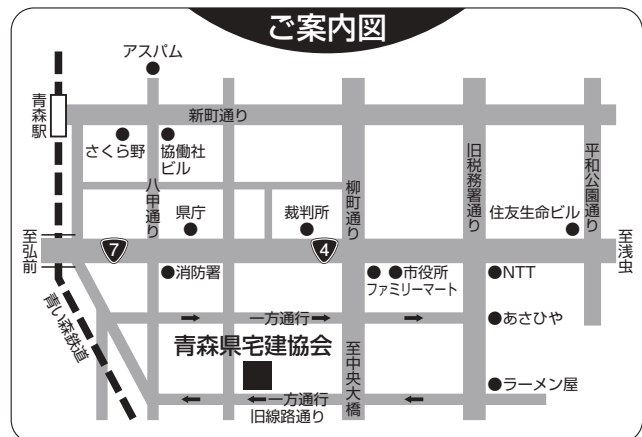 ご案内図
アスパム
青森駅
新町通り
さくら野
協働社
ビル
八甲通り
柳町通り
旧税務署通り
平和公園通り
県庁
裁判所
住友生命ビル
至弘前
7
4
至浅虫
消防署
市役所
ファミリーマート
NTT
青い森鉄道
一方通行
あさひや
青森県宅建協会
至中央大橋
ラーメン屋
一方通行
旧線路通り